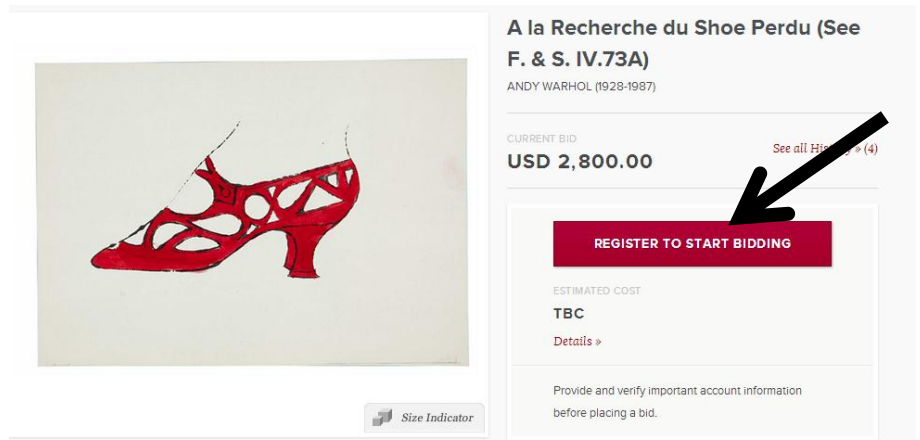 A la Recherche du Shoe Perdu (See
F. & S. IV.73A)
ANDY WARHOL (1928-1987)
CURRENT BID
USD 2,800.00
See all History » (4)
REGISTER TO START BIDDING
ESTIMATED COST
TBC
Details »
Provide and verify important account information
before placing a bid.
Size Indicator